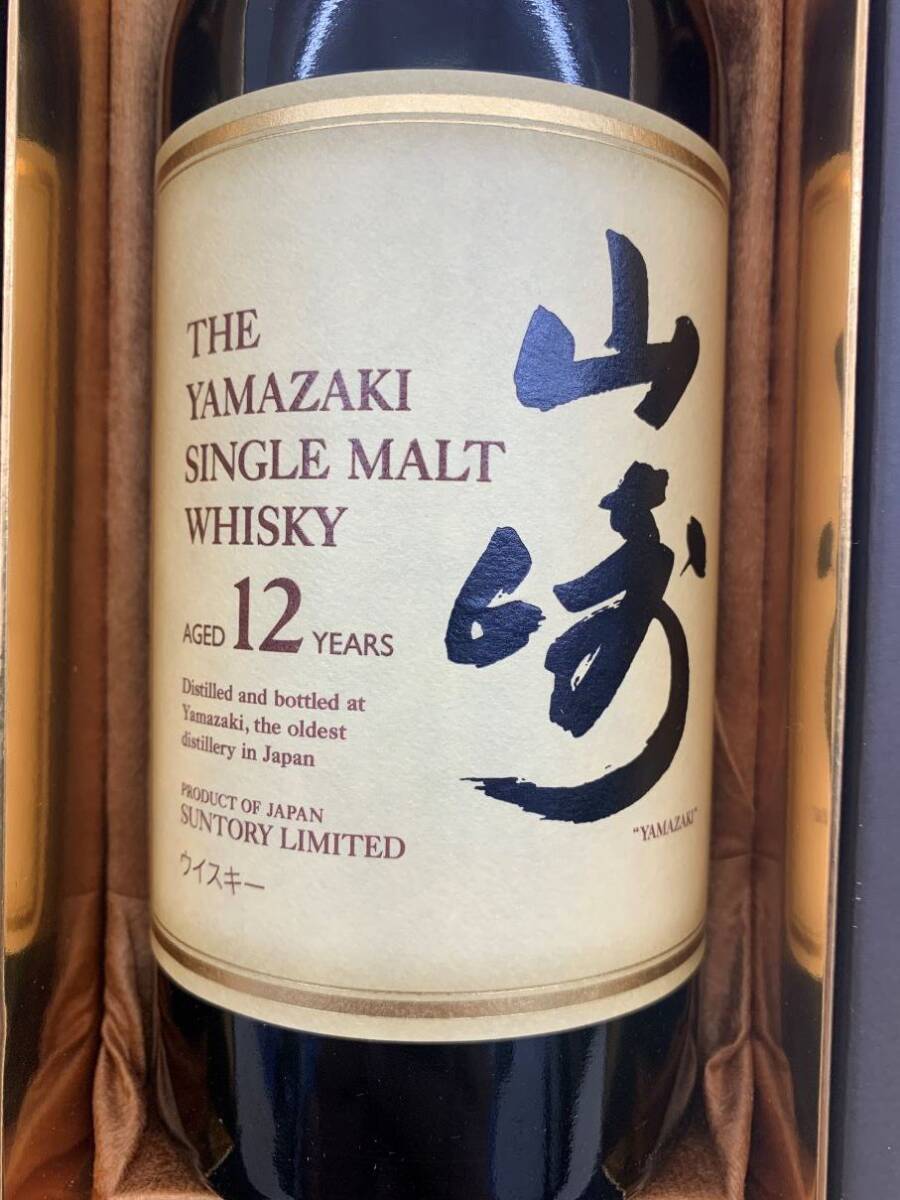 THE
YAMAZAKI
SINGLE MALT
WHISKY
AGED 12 YEARS
Distilled and bottled at
Yamazaki, the oldest
distillery in Japan
PRODUCT OF JAPAN
SUNTORY LIMITED
ウイスキー
山崎
"YAMAZAKI"